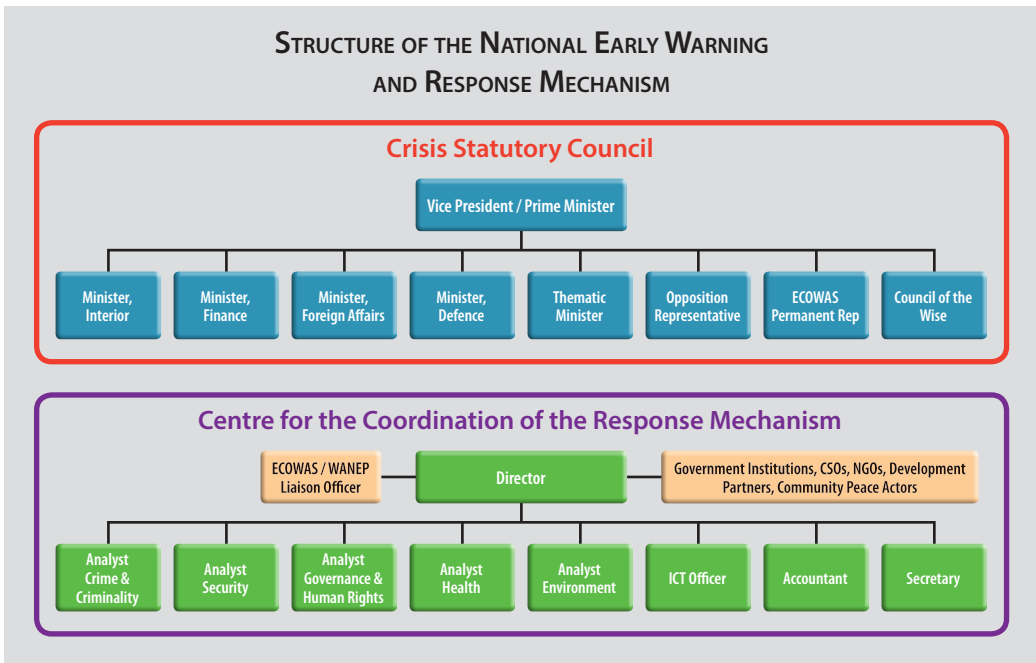 STRUCTURE OF THE NATIONAL EARLY WARNING
AND RESPONSE MECHANISM
Crisis Statutory Council
Vice President / Prime Minister
Minister,
Interior
Minister,
Finance
Minister,
Foreign Affairs
Minister,
Defence
Thematic
Minister
Opposition
Representative
ECOWAS
Permanent Rep
Council of the
Wise
Centre for the Coordination of the Response Mechanism
ECOWAS / WANEP
Liaison Officer
Director
Government Institutions, CSOs, NGOs, Development
Partners, Community Peace Actors
Analyst
Crime &
Criminality
Analyst
Security
Analyst
Governance &
Human Rights
Analyst
Health
Analyst
Environment
ICT Officer
Accountant
Secretary